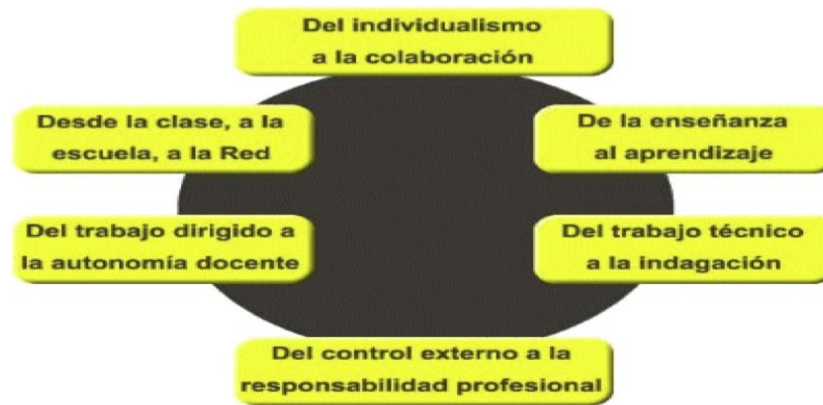 Del individualismo
a la colaboración
Desde la clase, a la
escuela, a la Red
De la enseñanza
al aprendizaje
Del trabajo dirigido a
la autonomía docente
Del trabajo técnico
a la indagación
Del control externo a la
responsabilidad profesional